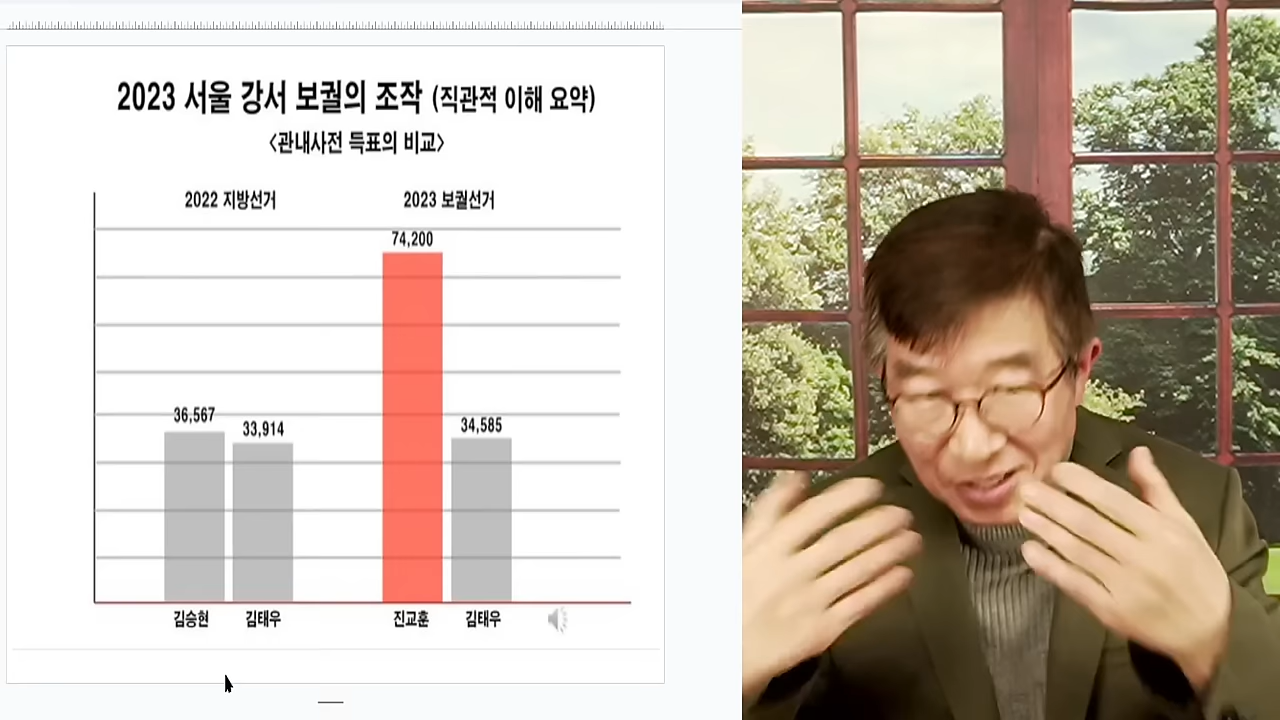 2023 서울 강서 보궐의 조작 (직관적 이해 요약)
<관내사전 득표의 비교>
2022 지방선거
2023 보궐선거
74,200
36,567
33,914
34,585
김승현
김태우
진교훈
김태우